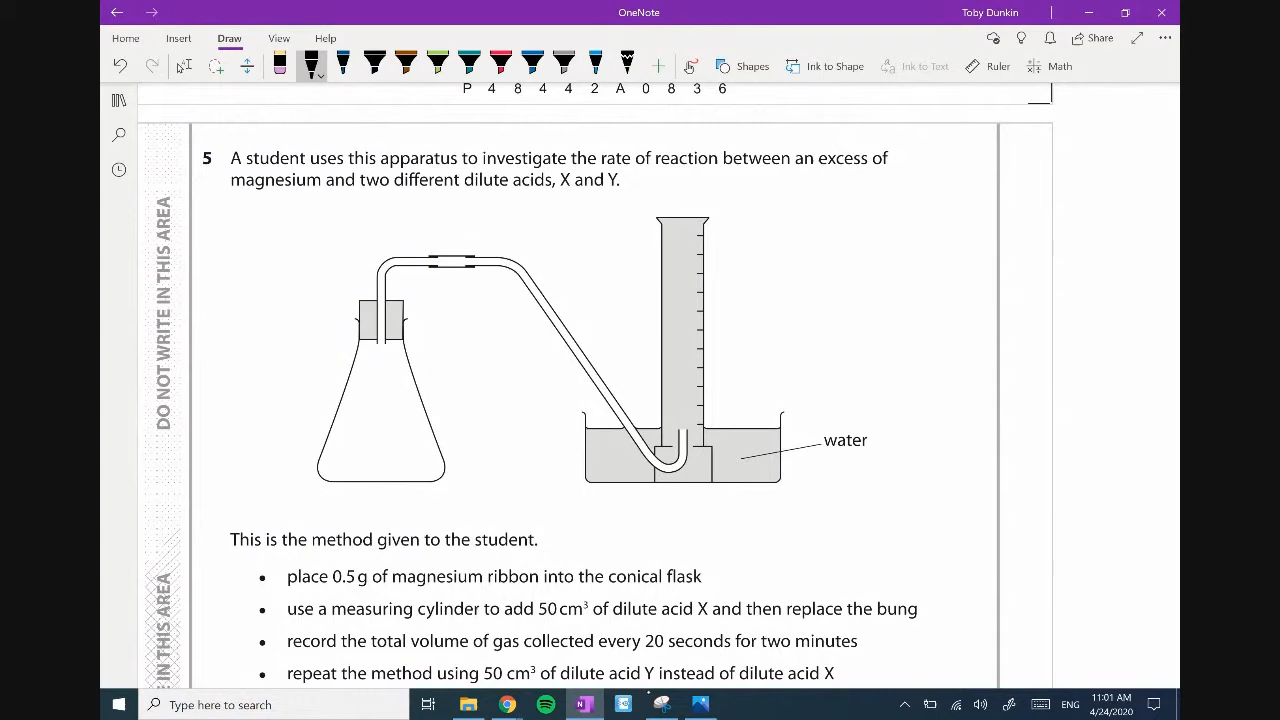 OneNote
Toby Dunkin
Home Insert Draw View Help
Share
Shapes Ink to Shape Ink to Text Ruler Math
P 4 8 4 4 2 A 0 8 3 6
5 A student uses this apparatus to investigate the rate of reaction between an excess of
magnesium and two different dilute acids, X and Y.
DO NOT WRITE IN THIS AREA
water
This is the method given to the student.
• place 0.5 g of magnesium ribbon into the conical flask
• use a measuring cylinder to add 50 cm³ of dilute acid X and then replace the bung
• record the total volume of gas collected every 20 seconds for two minutes
• repeat the method using 50 cm³ of dilute acid Y instead of dilute acid X
E IN THIS AREA
Type here to search
ENG
11:01 AM
4/24/2020